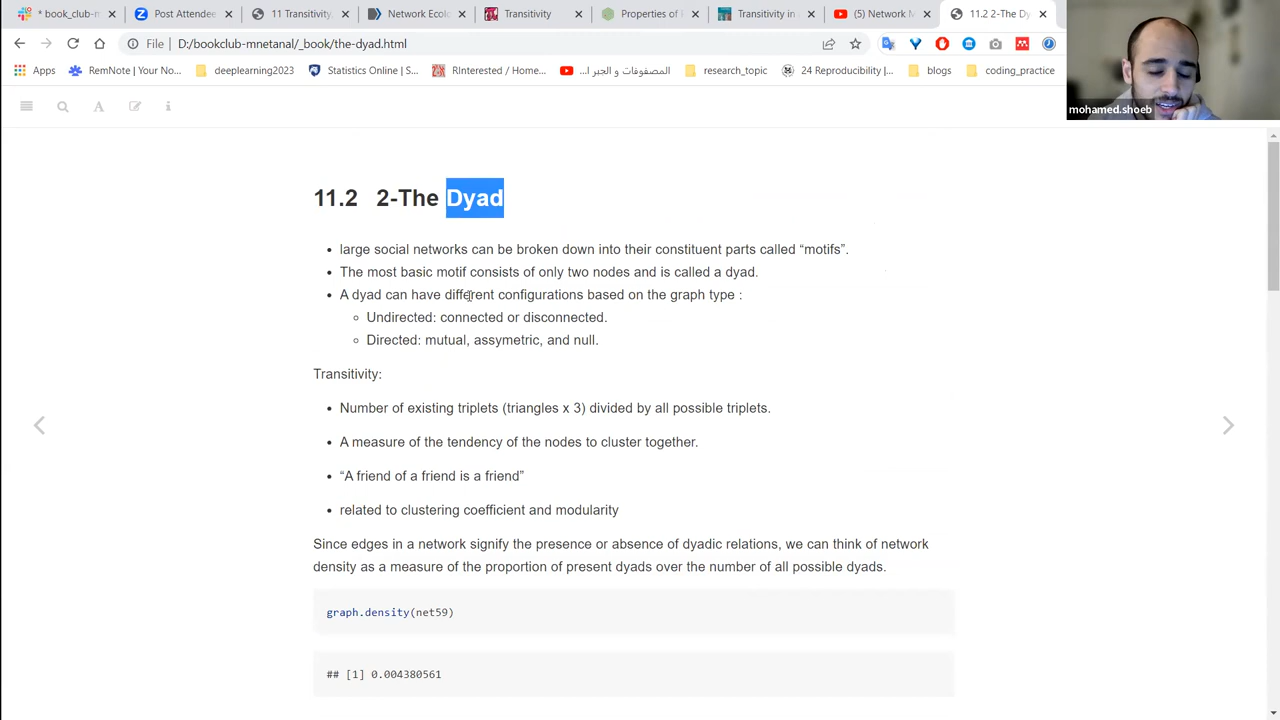 * book_club-m
Post Attendee
11 Transitivity,
Network Ecolo
Transitivity
Properties of
Transitivity in
(5) Network M
11.2 2-The Dy
File D:/bookclub_mnetanal/_book/the-dyad.html
Apps
RemNote | Your No...
deeplearning2023
Statistics Online | S...
RInterested / Home...
المصفوفات و الجبر ا...
research_topic
24 Reproducibility |...
blogs
coding_practice
mohamed.shoeb
11.2 2-The Dyad
• large social networks can be broken down into their constituent parts called “motifs”.
• The most basic motif consists of only two nodes and is called a dyad.
• A dyad can have different configurations based on the graph type :
◦ Undirected: connected or disconnected.
◦ Directed: mutual, assymetric, and null.
Transitivity:
• Number of existing triplets (triangles x 3) divided by all possible triplets.
• A measure of the tendency of the nodes to cluster together.
• “A friend of a friend is a friend”
• related to clustering coefficient and modularity
Since edges in a network signify the presence or absence of dyadic relations, we can think of network
density as a measure of the proportion of present dyads over the number of all possible dyads.
graph.density(net59)
## [1] 0.004380561